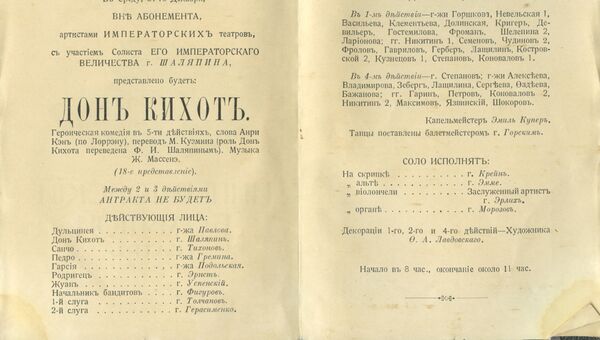 ВНѢ АБОНЕМЕНТА,
артистами ИМПЕРАТОРСКИХЪ театровъ,
съ участіемъ Солиста ЕГО ИМПЕРАТОРСКАГО
ВЕЛИЧЕСТВА г. ШАЛЯПИНА,
представлено будетъ:
ДОНЪ КИХОТЪ.
Героическая комедія въ 5-ти дѣйствіяхъ, слова Анри
Кэнъ (по Лоррэну), переводъ М. Кузмина (роль Донъ
Кихота переведена Ф. И. Шаляпинымъ). Музыка
Ж. Массенэ.
(18-е представленіе).
Между 2 и 3 дѣйствіями
АНТРАКТА НЕ БУДЕТЪ
ДѢЙСТВУЮЩІЯ ЛИЦА:
Дульцинея . . . . . . . . . г-жа Павлова.
Донъ Кихотъ . . . . . . . . г. Шаляпинъ.
Санчо . . . . . . . . . . . г. Тихоновъ.
Педро . . . . . . . . . . . г-жа Гремина.
Гарсія . . . . . . . . . . . г-жа Подольская.
Родригецъ . . . . . . . . . г. Эрнстъ.
Жуанъ . . . . . . . . . . . г. Успенскій.
Начальникъ бандитовъ . . . г. Фигуровъ.
1-й слуга . . . . . . . . . г. Толчановъ.
2-й слуга . . . . . . . . . г. Герасименко.
Въ 1-мъ дѣйствіи—г-жи Горшкова, Невельская 1,
Васильева, Клементьева, Долинская, Кригеръ, Де-
вильеръ, Гостемилова, Фроманъ, Шелепина 2,
Ларіонова; гг. Никитинъ 1, Семеновъ, Чудиновъ 2,
Фроловъ, Гавриловъ, Герберъ, Лащилинъ, Костров-
ской 2, Кузнецовъ 1, Степановъ, Коноваловъ 1.
Въ 4-мъ дѣйствіи—г. Степановъ; г-жи Алексѣева,
Владимирова, Зебергъ, Лащилина, Сергѣева, Ѳадѣева,
Бажанова; гг. Гаринъ, Петровъ, Коноваловъ 2,
Никитинъ 2, Максимовъ, Язвинскій, Шокоровъ.
Капельмейстеръ Эмиль Куперъ.
Танцы поставлены балетмейстеромъ г. Горскимъ.
СОЛО ИСПОЛНЯТЪ:
На скрипкѣ . . . . . . . . г. Крейнъ.
„ альтѣ . . . . . . . . . г. Эмме.
„ віолончели . . . . Заслуженный артистъ
г. Эрлихъ.
„ органѣ . . . . . . . . г. Морозовъ.
Декораціи 1-го, 2-го и 4-го дѣйствій—Художника
Ѳ. А. Лавдовскаго.
Начало въ 8 час., окончаніе около 11 час.